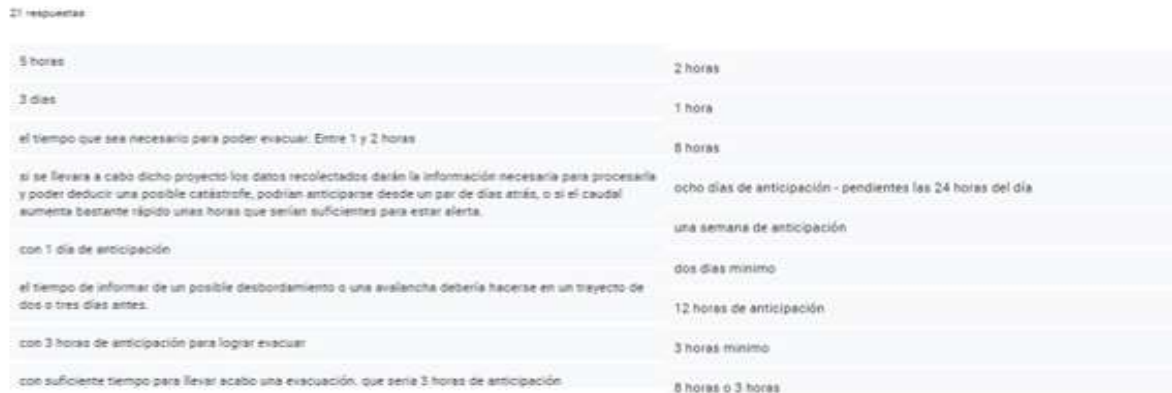 21 respuestas
5 horas
3 dias
el tiempo que sea necesario para poder evacuar. Entre 1 y 2 horas
si se llevara a cabo dicho proyecto los datos recolectados darán la información necesaria para procesarla
y poder deducir una posible catástrofe, podrían anticiparse desde un par de días atrás, o si el caudal
aumenta bastante rápido unas horas que serían suficientes para estar alerta.
con 1 día de anticipación
el tiempo de informar de un posible desbordamiento o una avalancha debería hacerse en un trayecto de
dos o tres días antes.
con 3 horas de anticipación para lograr evacuar
con suficiente tiempo para llevar acabo una evacuación. que seria 3 horas de anticipación
2 horas
1 hora
8 horas
ocho días de anticipación - pendientes las 24 horas del día
una semana de anticipación
dos dias minimo
12 horas de anticipación
3 horas minimo
8 horas o 3 horas